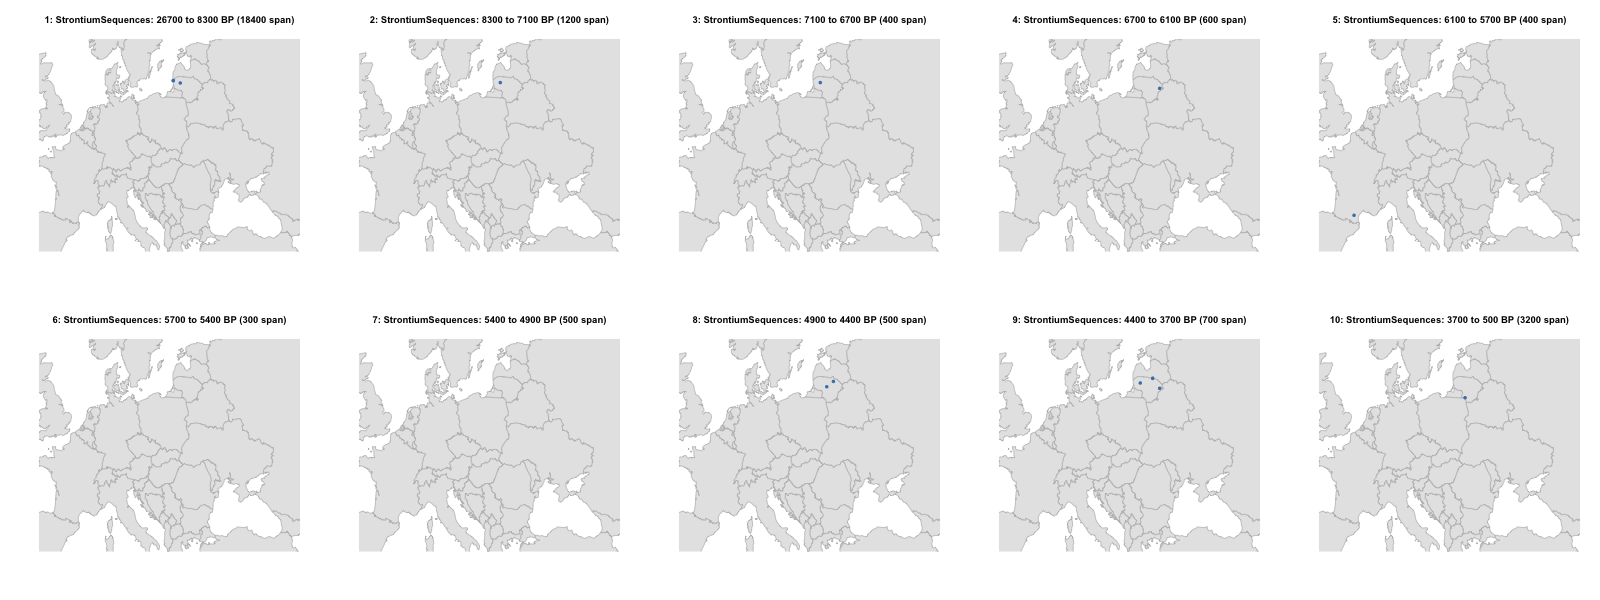 1: StrontiumSequences: 26700 to 8300 BP (18400 span)
2: StrontiumSequences: 8300 to 7100 BP (1200 span)
3: StrontiumSequences: 7100 to 6700 BP (400 span)
4: StrontiumSequences: 6700 to 6100 BP (600 span)
5: StrontiumSequences: 6100 to 5700 BP (400 span)
6: StrontiumSequences: 5700 to 5400 BP (300 span)
7: StrontiumSequences: 5400 to 4900 BP (500 span)
8: StrontiumSequences: 4900 to 4400 BP (500 span)
9: StrontiumSequences: 4400 to 3700 BP (700 span)
10: StrontiumSequences: 3700 to 500 BP (3200 span)